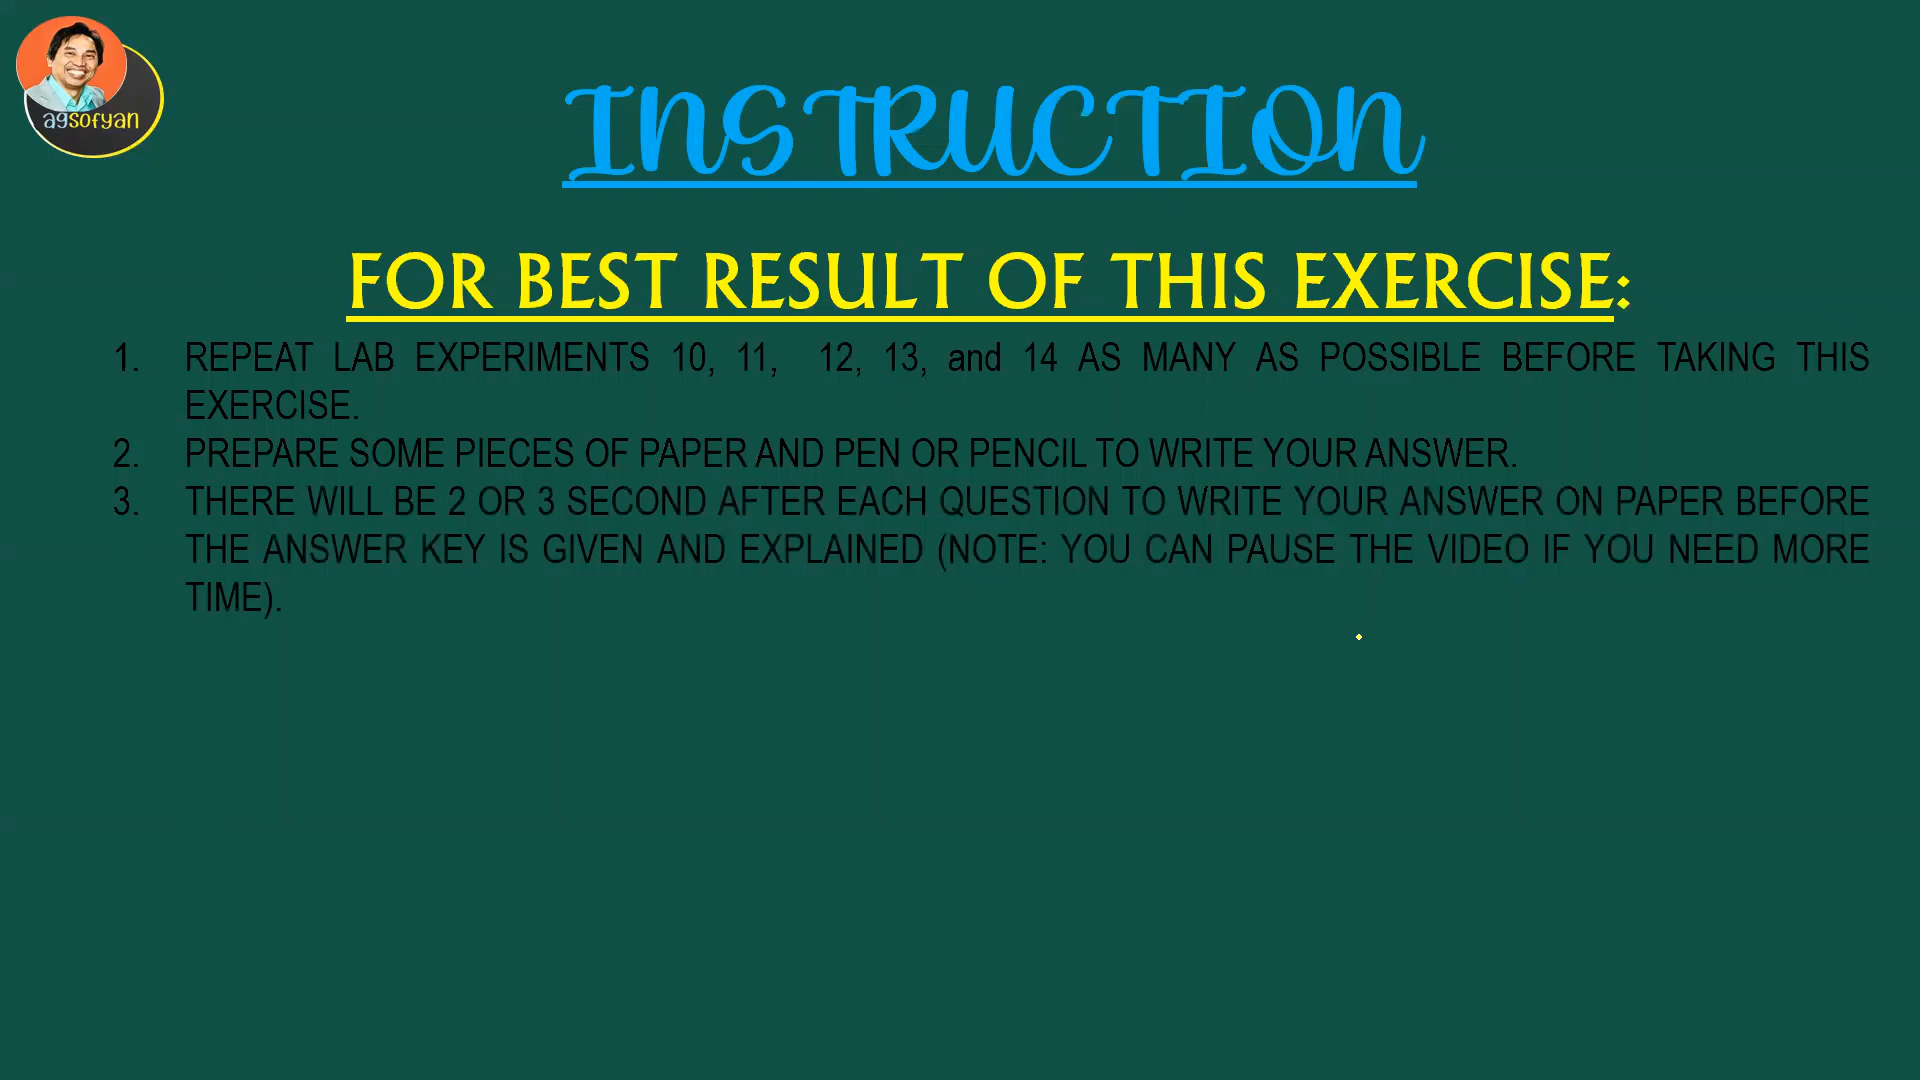 agsofyan
INSTRUCTION
FOR BEST RESULT OF THIS EXERCISE:
1. REPEAT LAB EXPERIMENTS 10, 11, 12, 13, and 14 AS MANY AS POSSIBLE BEFORE TAKING THIS
EXERCISE.
2. PREPARE SOME PIECES OF PAPER AND PEN OR PENCIL TO WRITE YOUR ANSWER.
3. THERE WILL BE 2 OR 3 SECOND AFTER EACH QUESTION TO WRITE YOUR ANSWER ON PAPER BEFORE
THE ANSWER KEY IS GIVEN AND EXPLAINED (NOTE: YOU CAN PAUSE THE VIDEO IF YOU NEED MORE
TIME).